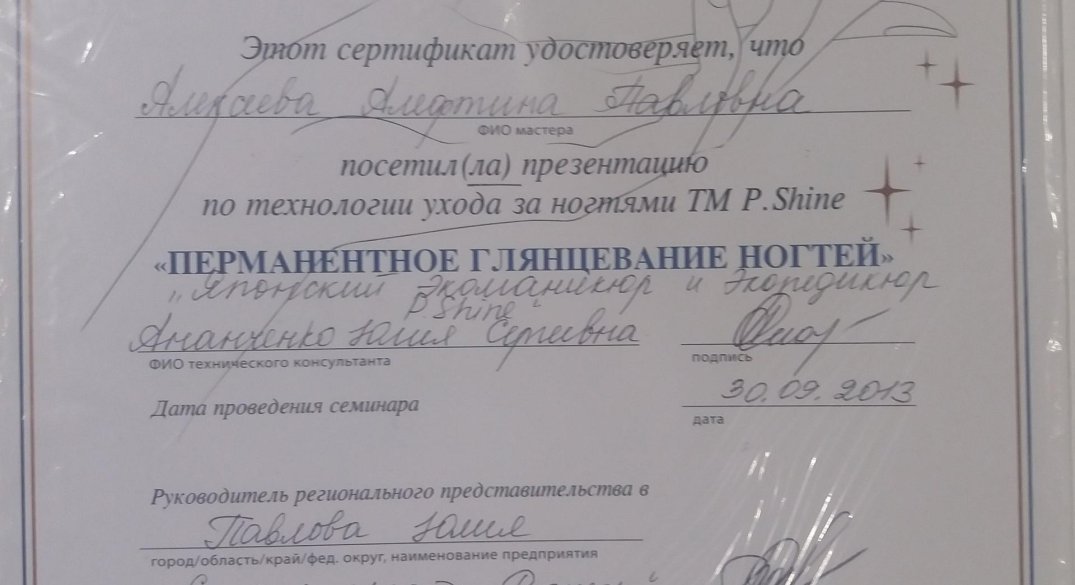 Этот сертификат удостоверяет, что
Алекаева Алефтина Павловна
ФИО мастера
посетил(ла) презентацию
по технологии ухода за ногтями ТМ P.Shine
«ПЕРМАНЕНТНОЕ ГЛЯНЦЕВАНИЕ НОГТЕЙ»
„Японский Экоманикюр и Экопедикюр
P.Shine“
Ананченко Юлия Сергеевна
ФИО технического консультанта
подпись
Дата проведения семинара
30.09.2013
дата
Руководитель регионального представительства в
Павлова Юлия
город/область/край/фед. округ, наименование предприятия